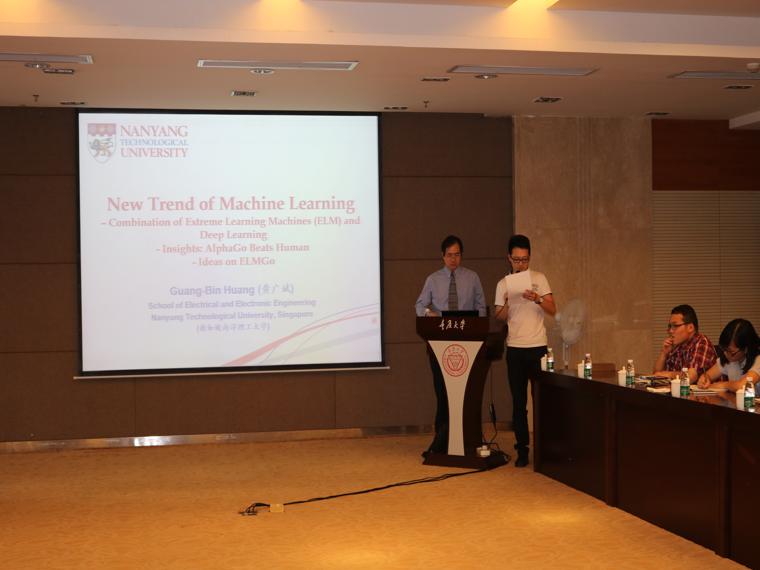 NANYANG
TECHNOLOGICAL
UNIVERSITY
New Trend of Machine Learning
– Combination of Extreme Learning Machines (ELM) and
Deep Learning
- Insights: AlphaGo Beats Human
- Ideas on ELMGo
Guang-Bin Huang (黄广斌)
School of Electrical and Electronic Engineering
Nanyang Technological University, Singapore
(新加坡南洋理工大学)
重庆大学